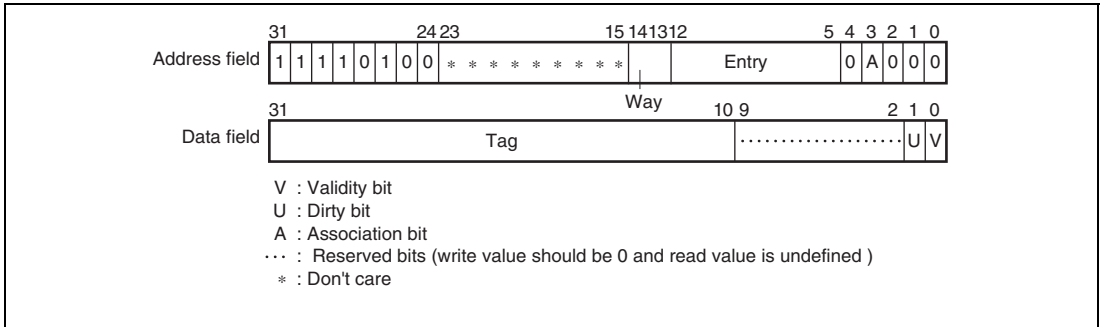 31 24 23 15 14 13 12 5 4 3 2 1 0
Address field 1 1 1 1 0 1 0 0 * * * * * * * * * Entry 0 A 0 0 0
Way
31 10 9 2 1 0
Data field Tag ···················· U V
V : Validity bit
U : Dirty bit
A : Association bit
··· : Reserved bits (write value should be 0 and read value is undefined )
* : Don't care